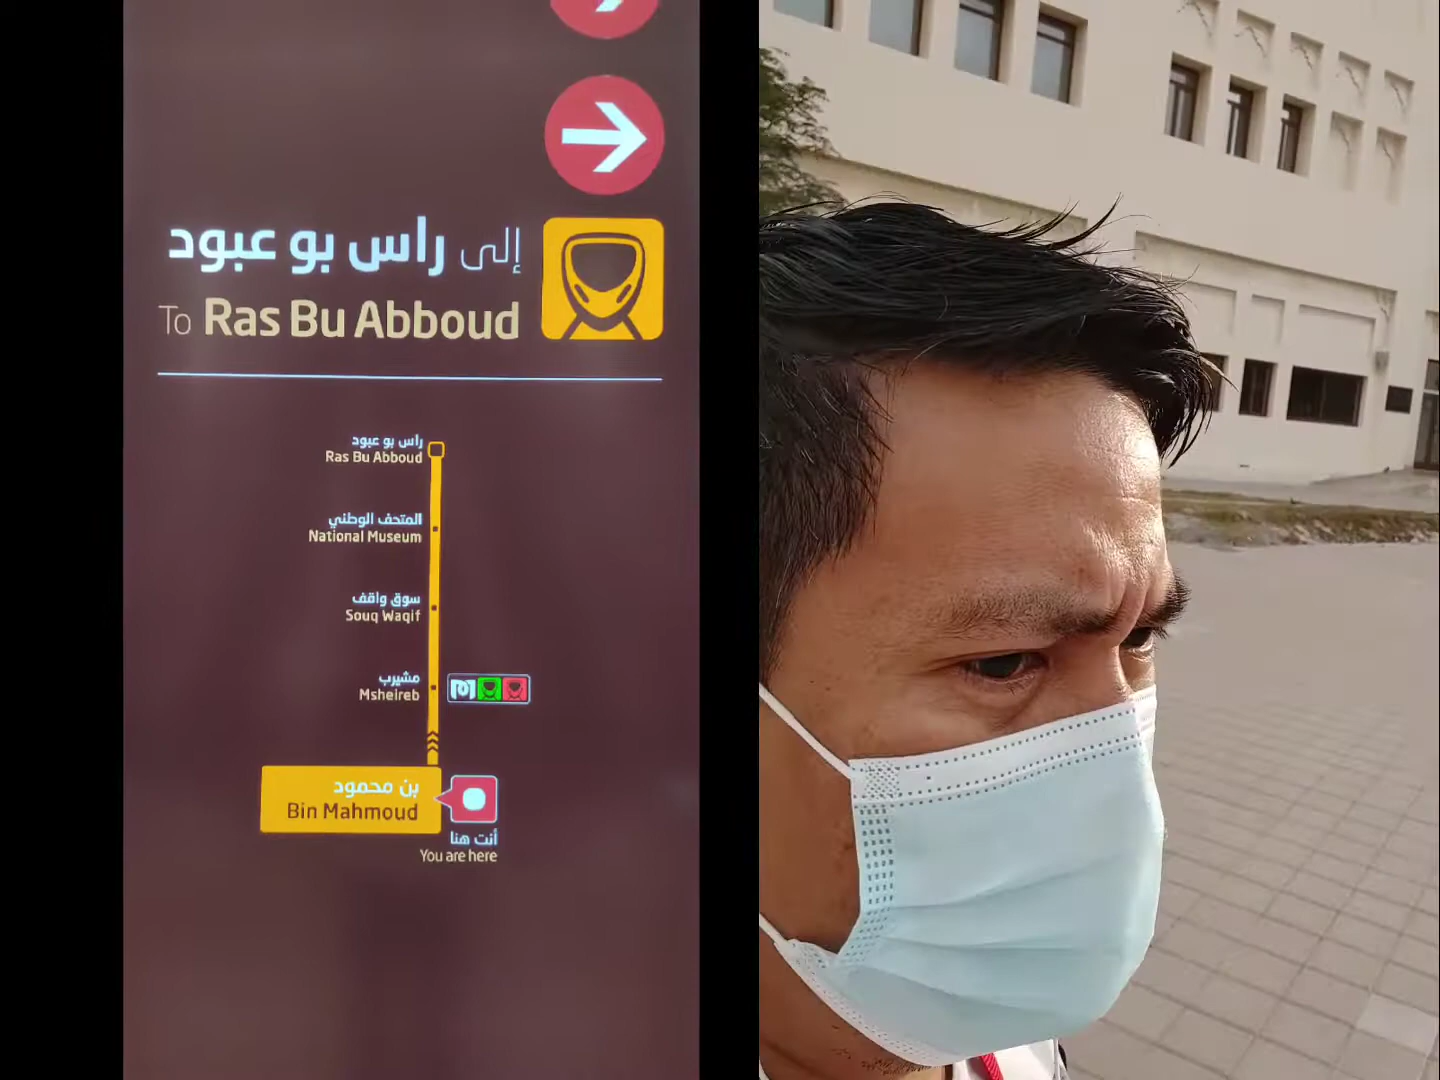 إلى راس بو عبود
To Ras Bu Abboud
راس بو عبود
Ras Bu Abboud
المتحف الوطني
National Museum
سوق واقف
Souq Waqif
مشيرب
Msheireb
بن محمود
Bin Mahmoud
أنت هنا
You are here